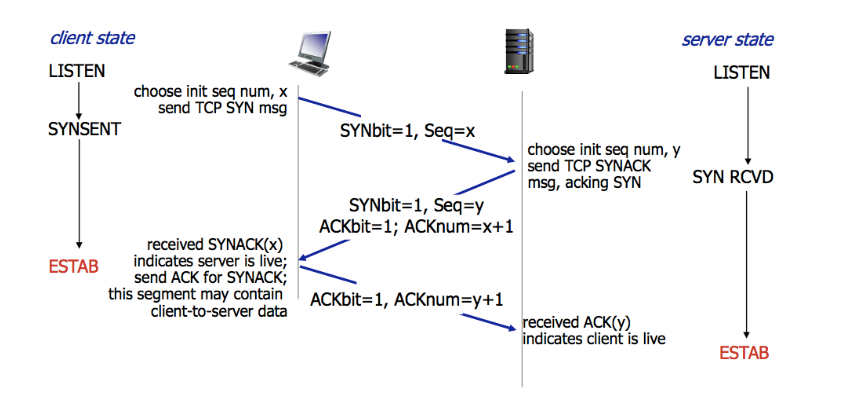 client state
server state
LISTEN
LISTEN
choose init seq num, x
send TCP SYN msg
SYNSENT
SYNbit=1, Seq=x
choose init seq num, y
send TCP SYNACK
msg, acking SYN
SYN RCVD
SYNbit=1, Seq=y
ACKbit=1; ACKnum=x+1
received SYNACK(x)
indicates server is live;
send ACK for SYNACK;
this segment may contain
client-to-server data
ESTAB
ACKbit=1, ACKnum=y+1
received ACK(y)
indicates client is live
ESTAB